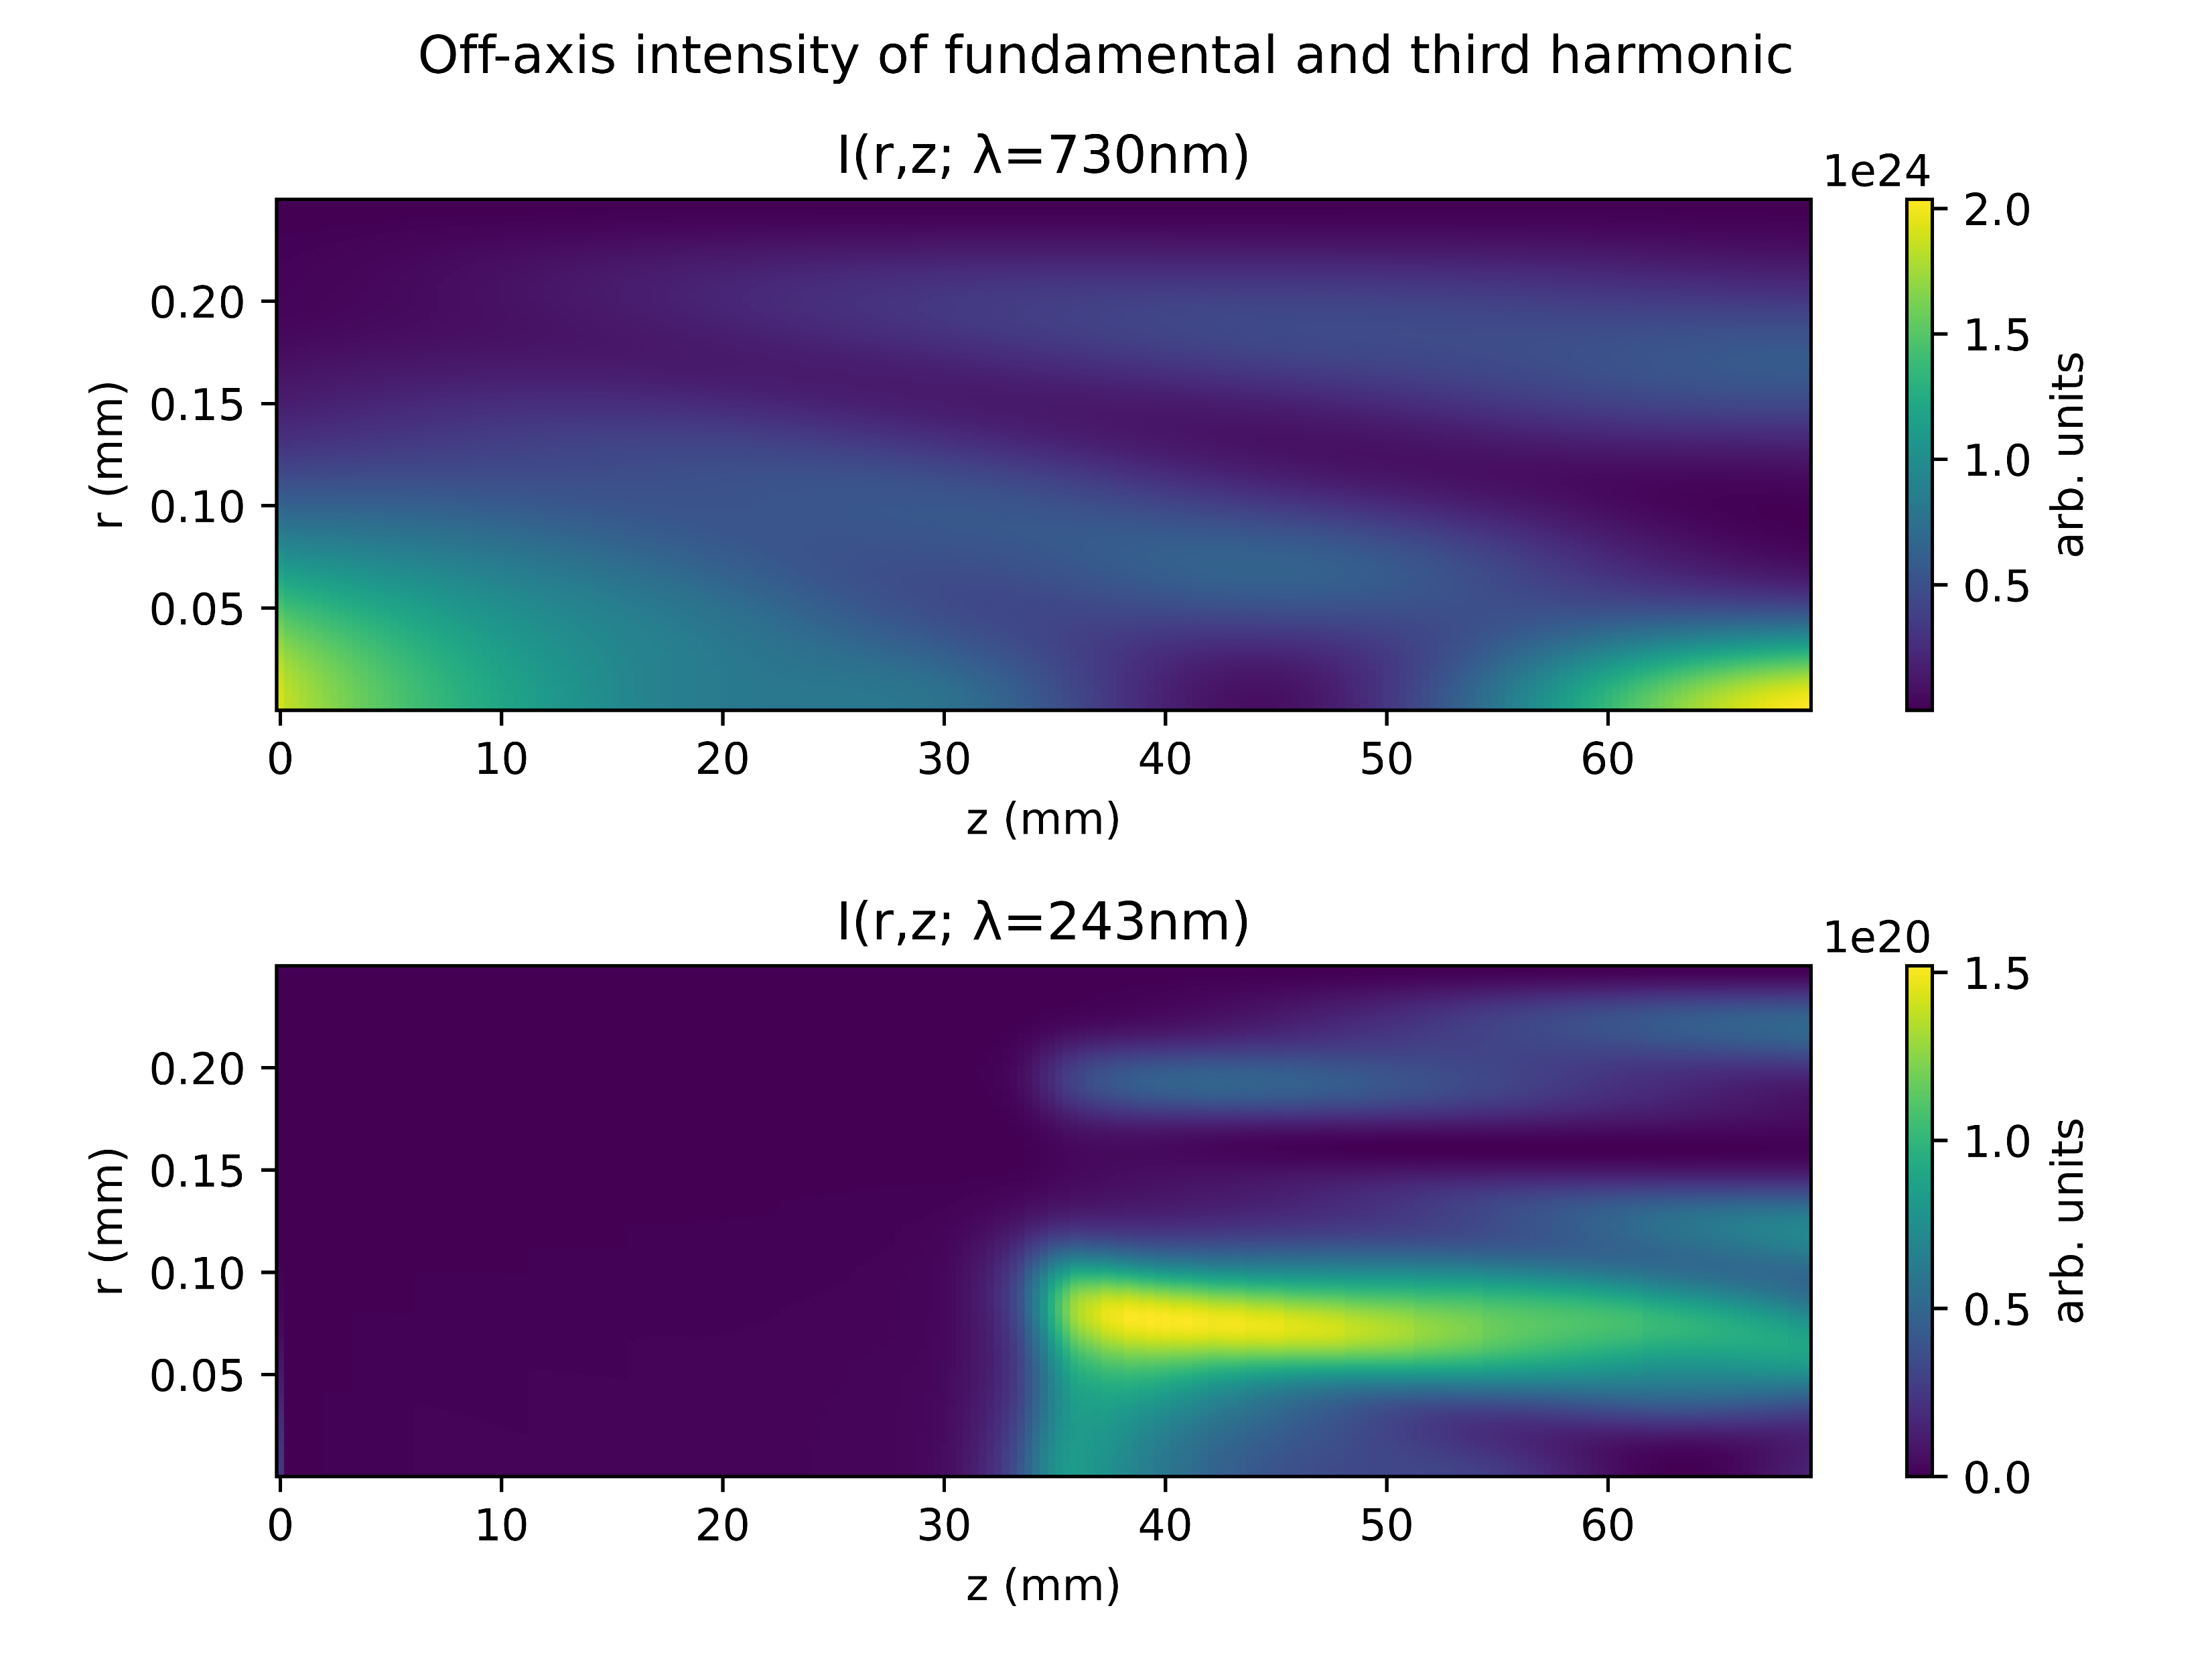 Off-axis intensity of fundamental and third harmonic
I(r,z; λ=730nm)
1e24
2.0
1.5
1.0
0.5
arb. units
0.20
0.15
0.10
0.05
r (mm)
0 10 20 30 40 50 60
z (mm)
I(r,z; λ=243nm)
1e20
1.5
1.0
0.5
0.0
arb. units
0.20
0.15
0.10
0.05
r (mm)
0 10 20 30 40 50 60
z (mm)